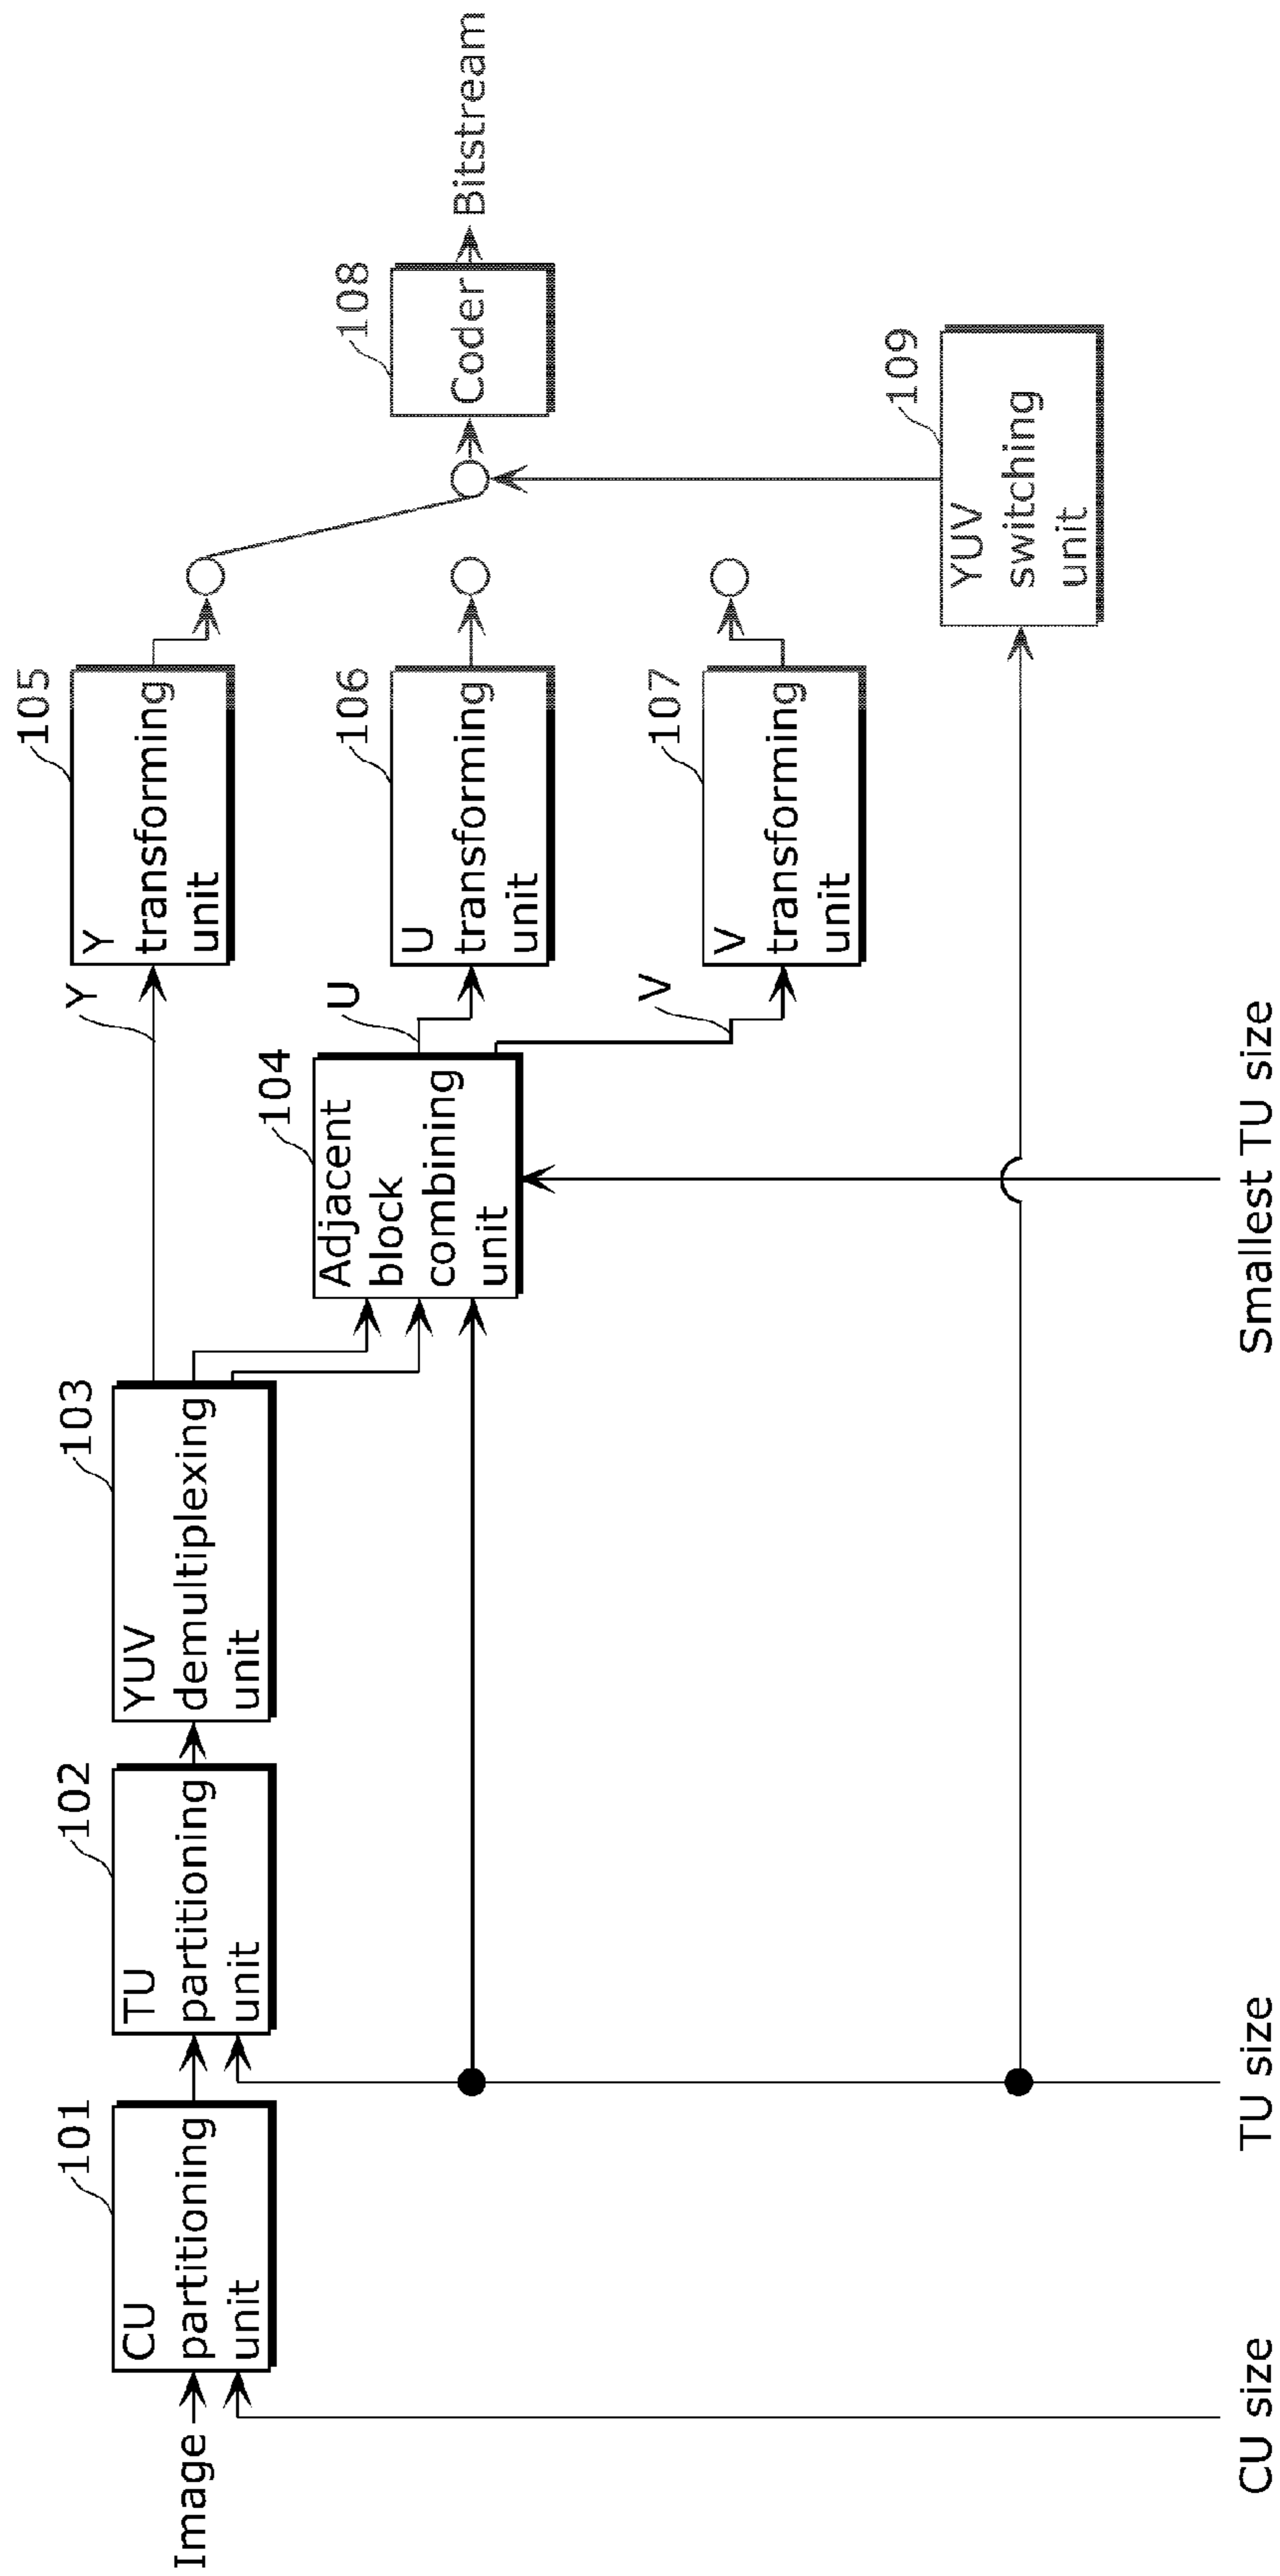 Image
CU size
101
CU
partitioning
unit
TU size
102
TU
partitioning
unit
103
YUV
demultiplexing
unit
Smallest TU size
104
Adjacent
block
combining
unit
Y
U
V
105
Y
transforming
unit
106
U
transforming
unit
107
V
transforming
unit
108
Coder
Bitstream
109
YUV
switching
unit